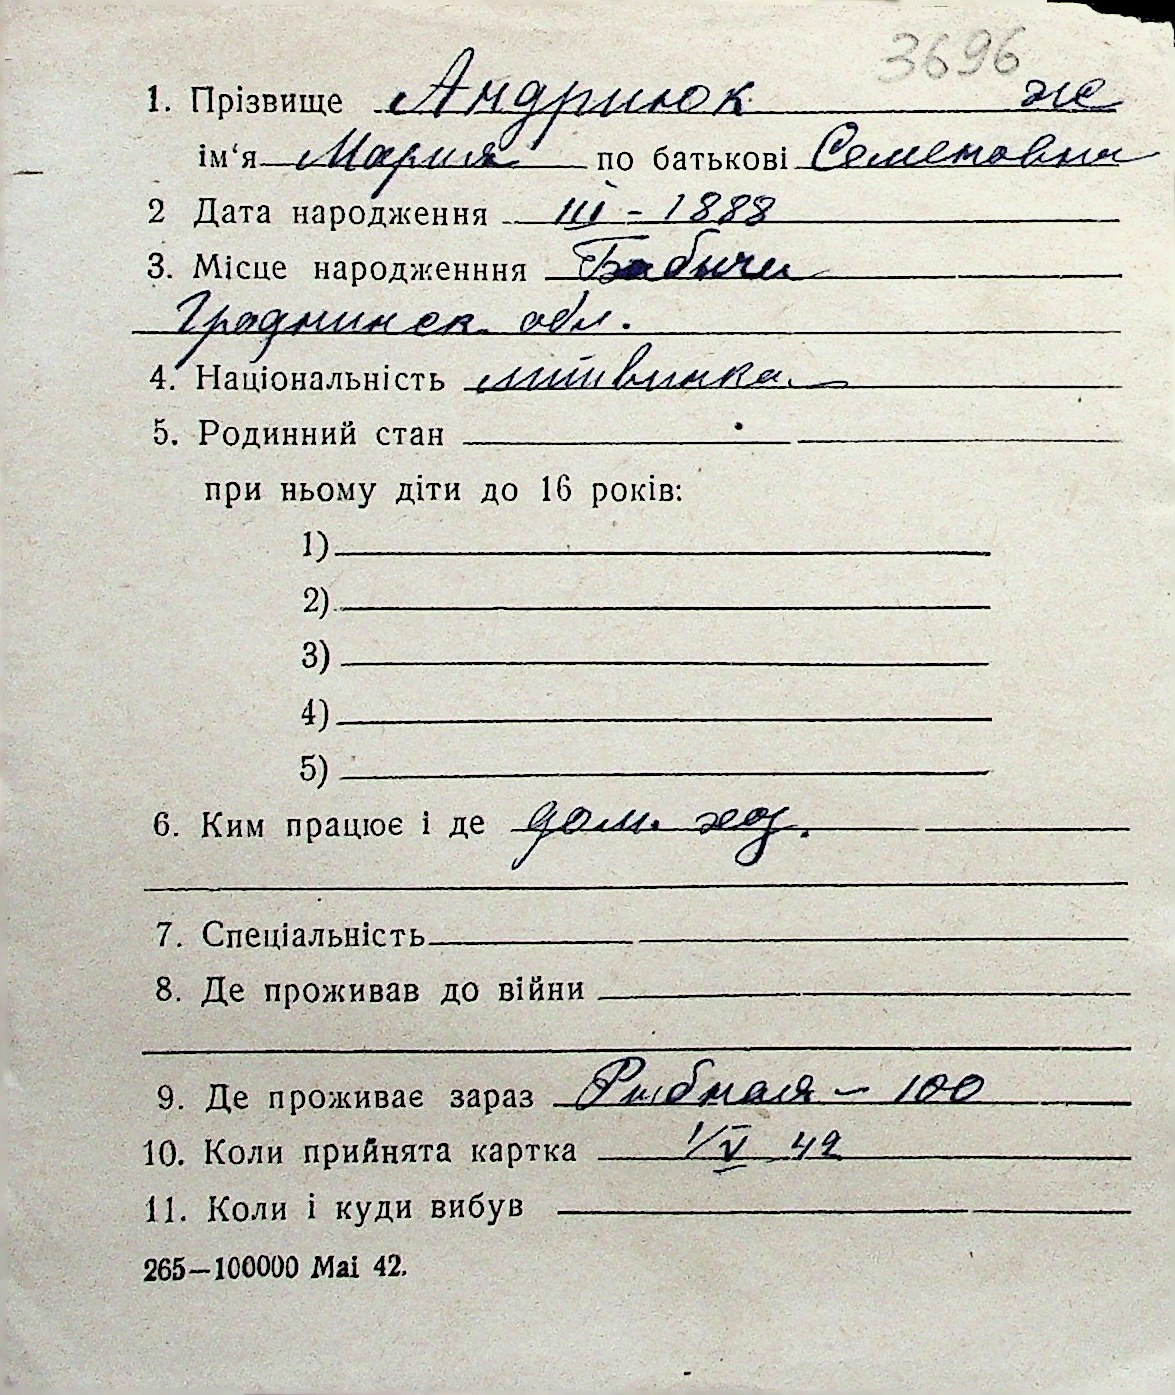 3696
1. Прізвище Андриюк же
ім‘я Мария по батькові Семеновна
2 Дата народження III - 1888
3. Місце народженння Бабичи
Гроднинск. обл.
4. Національність литвинка
5. Родинний стан
при ньому діти до 16 років:
1)
2)
3)
4)
5)
6. Ким працює і де дом. хоз.
7. Спеціальність
8. Де проживав до війни
9. Де проживає зараз Рыбная – 100
10. Коли прийнята картка 1/V 42
11. Коли і куди вибув
265—100000 Mai 42.